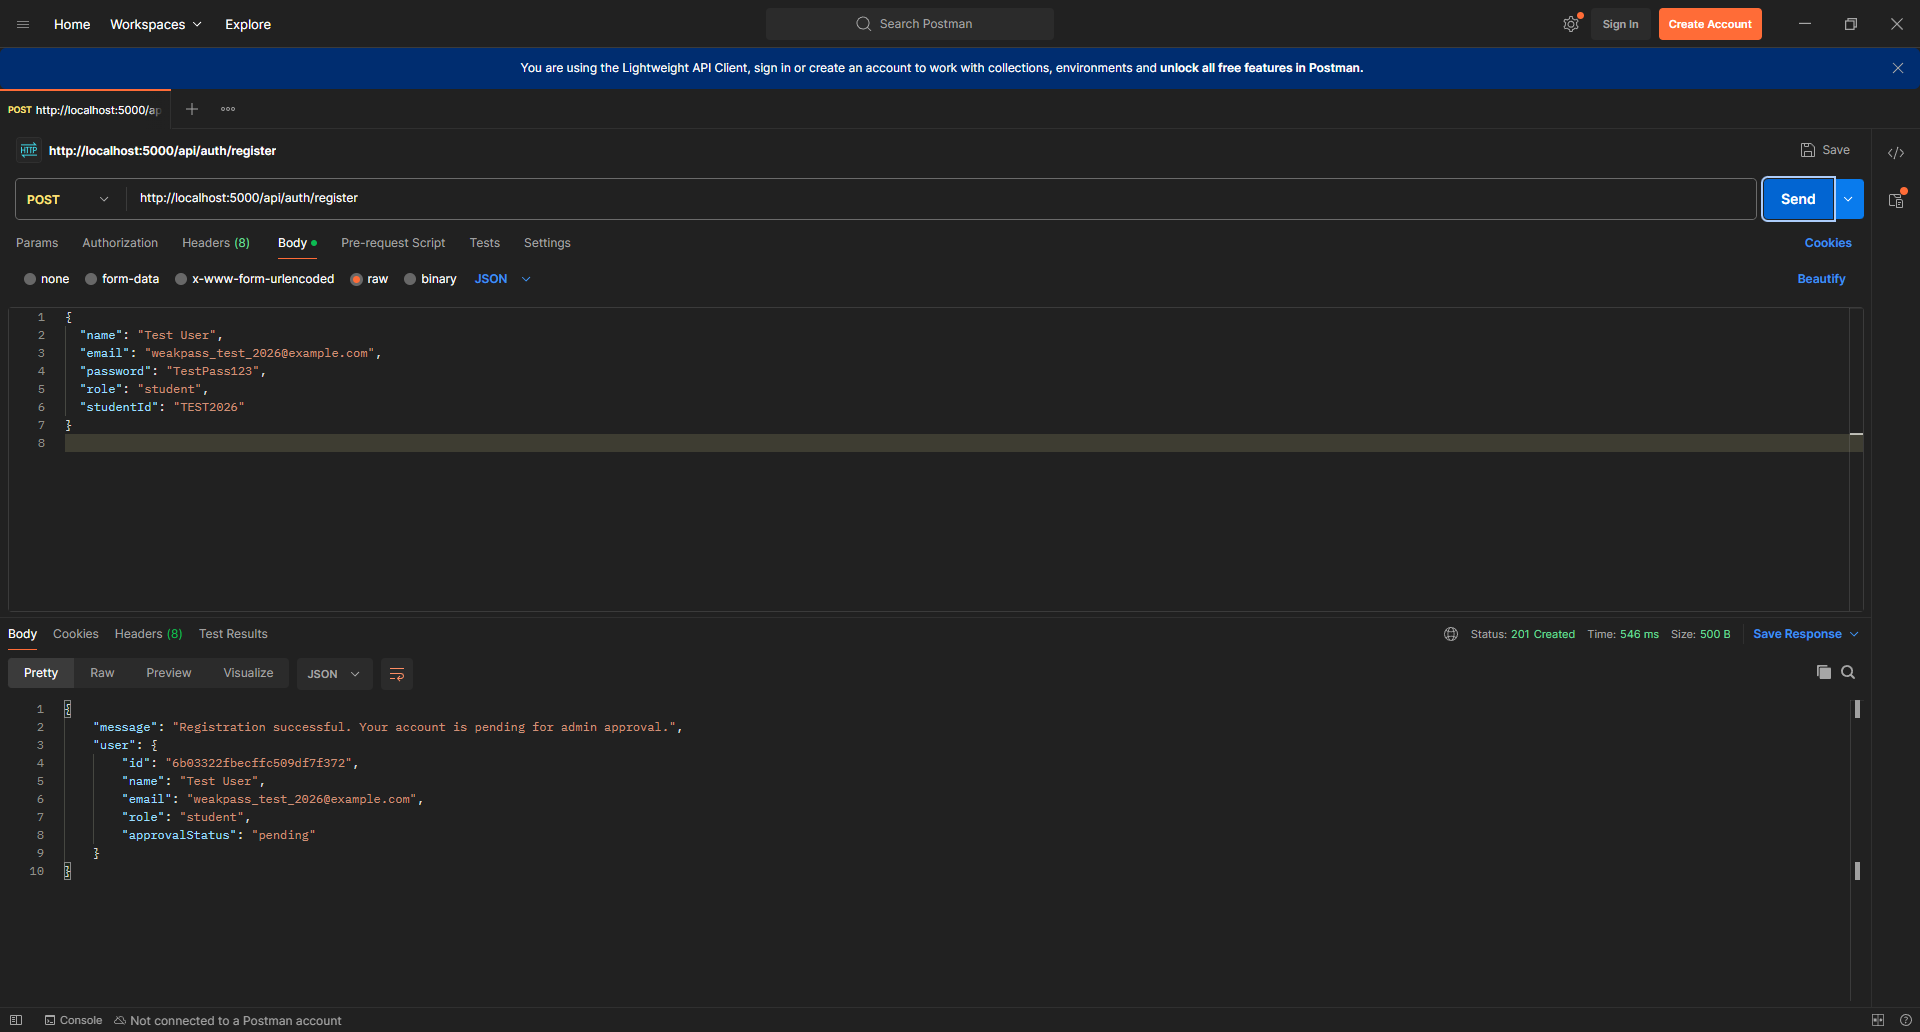 Home Workspaces Explore Search Postman Sign In Create Account
You are using the Lightweight API Client, sign in or create an account to work with collections, environments and unlock all free features in Postman.
POST http://localhost:5000/ap
HTTP http://localhost:5000/api/auth/register Save
POST http://localhost:5000/api/auth/register Send
Params Authorization Headers (8) Body Pre-request Script Tests Settings Cookies
none form-data x-www-form-urlencoded raw binary JSON Beautify
1 {
2 "name": "Test User",
3 "email": "weakpass_test_2026@example.com",
4 "password": "TestPass123",
5 "role": "student",
6 "studentId": "TEST2026"
7 }
8
Body Cookies Headers (8) Test Results Status: 201 Created Time: 546 ms Size: 500 B Save Response
Pretty Raw Preview Visualize JSON
1 {
2 "message": "Registration successful. Your account is pending for admin approval.",
3 "user": {
4 "id": "6b03322fbecffc509df7f372",
5 "name": "Test User",
6 "email": "weakpass_test_2026@example.com",
7 "role": "student",
8 "approvalStatus": "pending"
9 }
10 }
Console Not connected to a Postman account